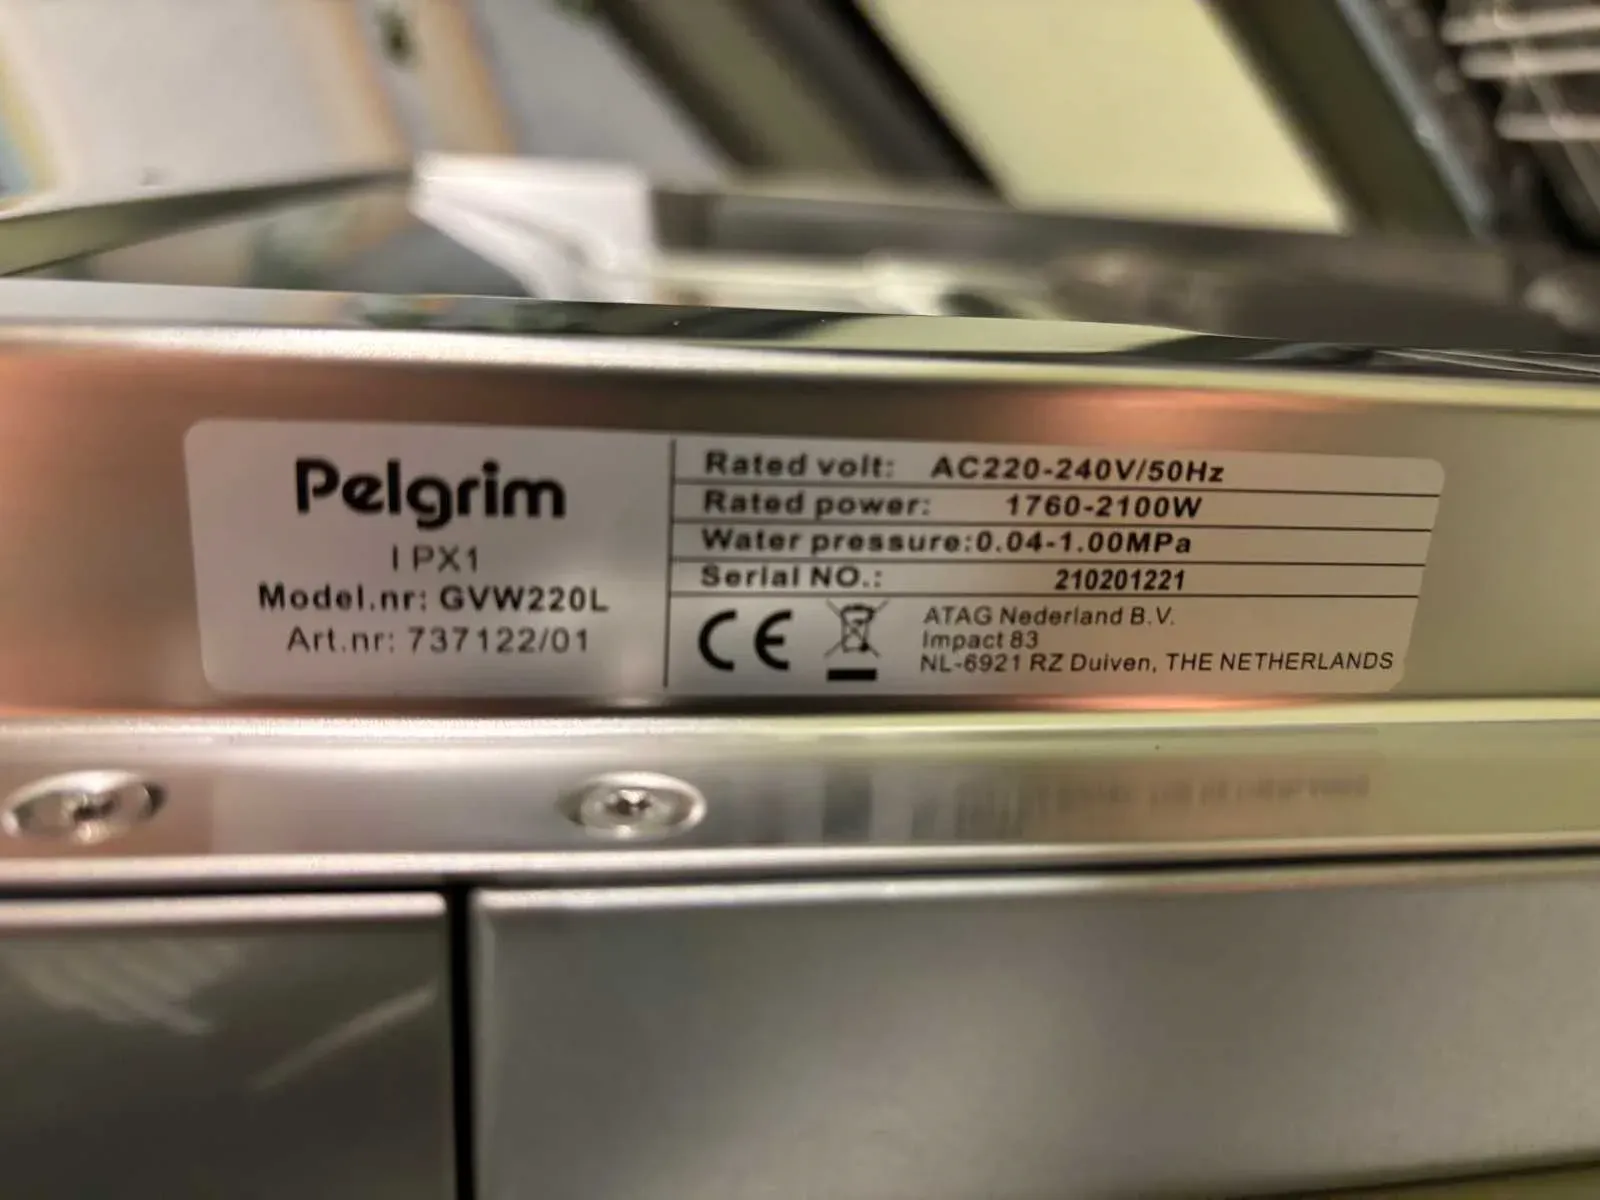 Pelgrim
IPX1
Model.nr: GVW220L
Art.nr: 737122/01
Rated volt: AC220-240V/50Hz
Rated power: 1760-2100W
Water pressure:0.04-1.00MPa
Serial NO.: 210201221
CE
ATAG Nederland B.V.
Impact 83
NL-6921 RZ Duiven, THE NETHERLANDS